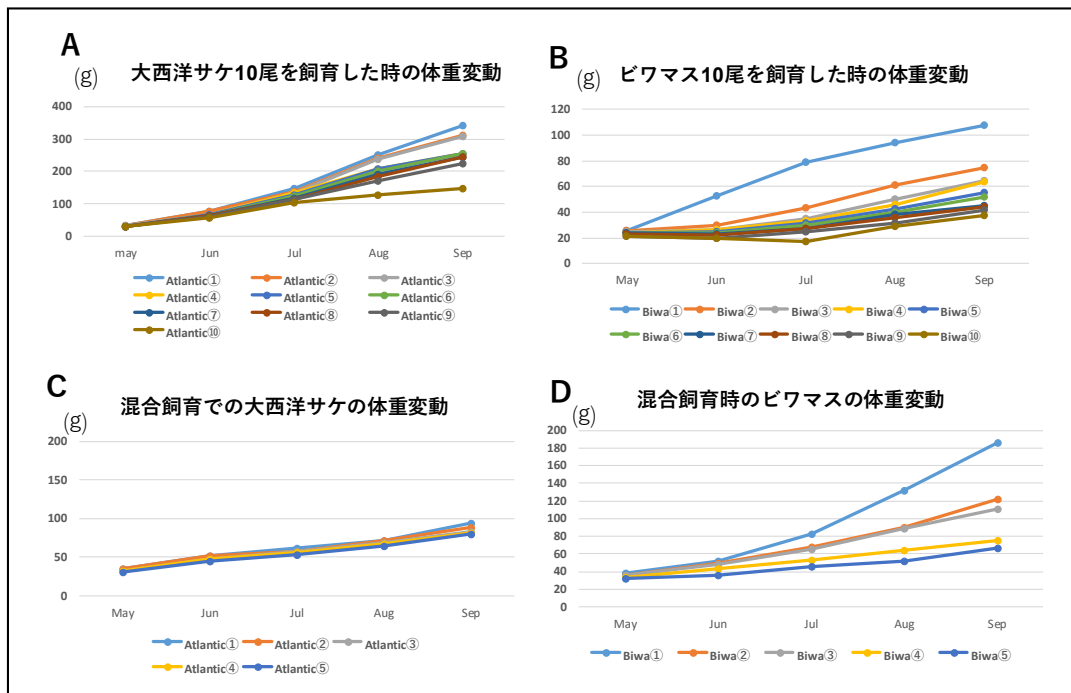 A
(g)
大西洋サケ10尾を飼育した時の体重変動
400
300
200
100
0
may
Jun
Jul
Aug
Sep
Atlantic① Atlantic② Atlantic③
Atlantic④ Atlantic⑤ Atlantic⑥
Atlantic⑦ Atlantic⑧ Atlantic⑨
Atlantic⑩
B
(g)
ビワマス10尾を飼育した時の体重変動
120
100
80
60
40
20
0
May
Jun
Jul
Aug
Sep
Biwa① Biwa② Biwa③ Biwa④ Biwa⑤
Biwa⑥ Biwa⑦ Biwa⑧ Biwa⑨ Biwa⑩
C
(g)
混合飼育での大西洋サケの体重変動
200
150
100
50
0
May
Jun
Jul
Aug
Sep
Atlantic① Atlantic② Atlantic③
Atlantic④ Atlantic⑤
D
(g)
混合飼育時のビワマスの体重変動
200
180
160
140
120
100
80
60
40
20
0
May
Jun
Jul
Aug
Sep
Biwa① Biwa② Biwa③ Biwa④ Biwa⑤